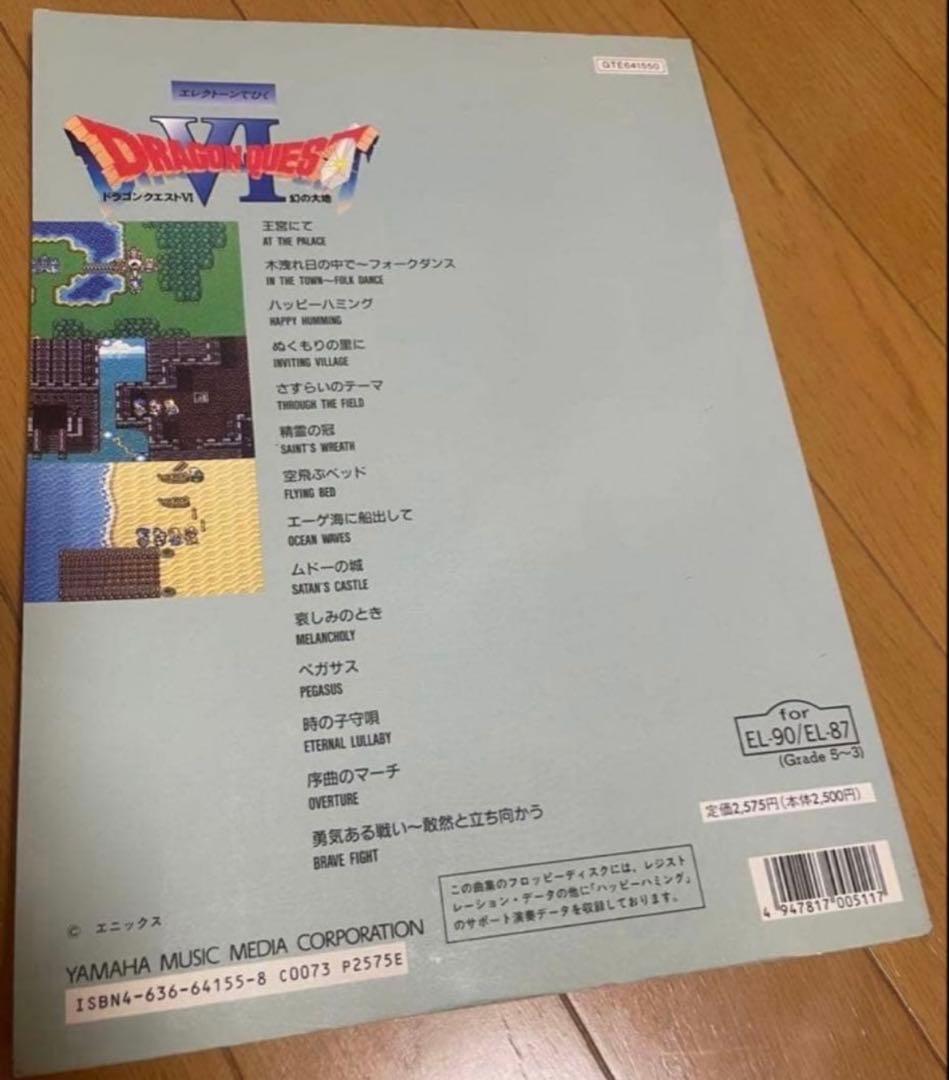 GTE641550
エレクトーンでひく
DRAGON QUEST
VI
ドラゴンクエストVI 幻の大地
王宮にて
AT THE PALACE
木洩れ日の中で〜フォークダンス
IN THE TOWN〜FOLK DANCE
ハッピーハミング
HAPPY HUMMING
ぬくもりの里に
INVITING VILLAGE
さすらいのテーマ
THROUGH THE FIELD
精霊の冠
SAINT'S WREATH
空飛ぶベッド
FLYING BED
エーゲ海に船出して
OCEAN WAVES
ムドーの城
SATAN'S CASTLE
哀しみのとき
MELANCHOLY
ペガサス
PEGASUS
時の子守唄
ETERNAL LULLABY
序曲のマーチ
OVERTURE
勇気ある戦い〜敢然と立ち向かう
BRAVE FIGHT
for
EL-90/EL-87
(Grade 5〜3)
定価2,575円(本体2,500円)
この曲集のフロッピーディスクには、レジスト
レーション・データの他に「ハッピーハミング」
のサポート演奏データを収録しております。
4 947817 005117
© エニックス
YAMAHA MUSIC MEDIA CORPORATION
ISBN4-636-64155-8 C0073 P2575E